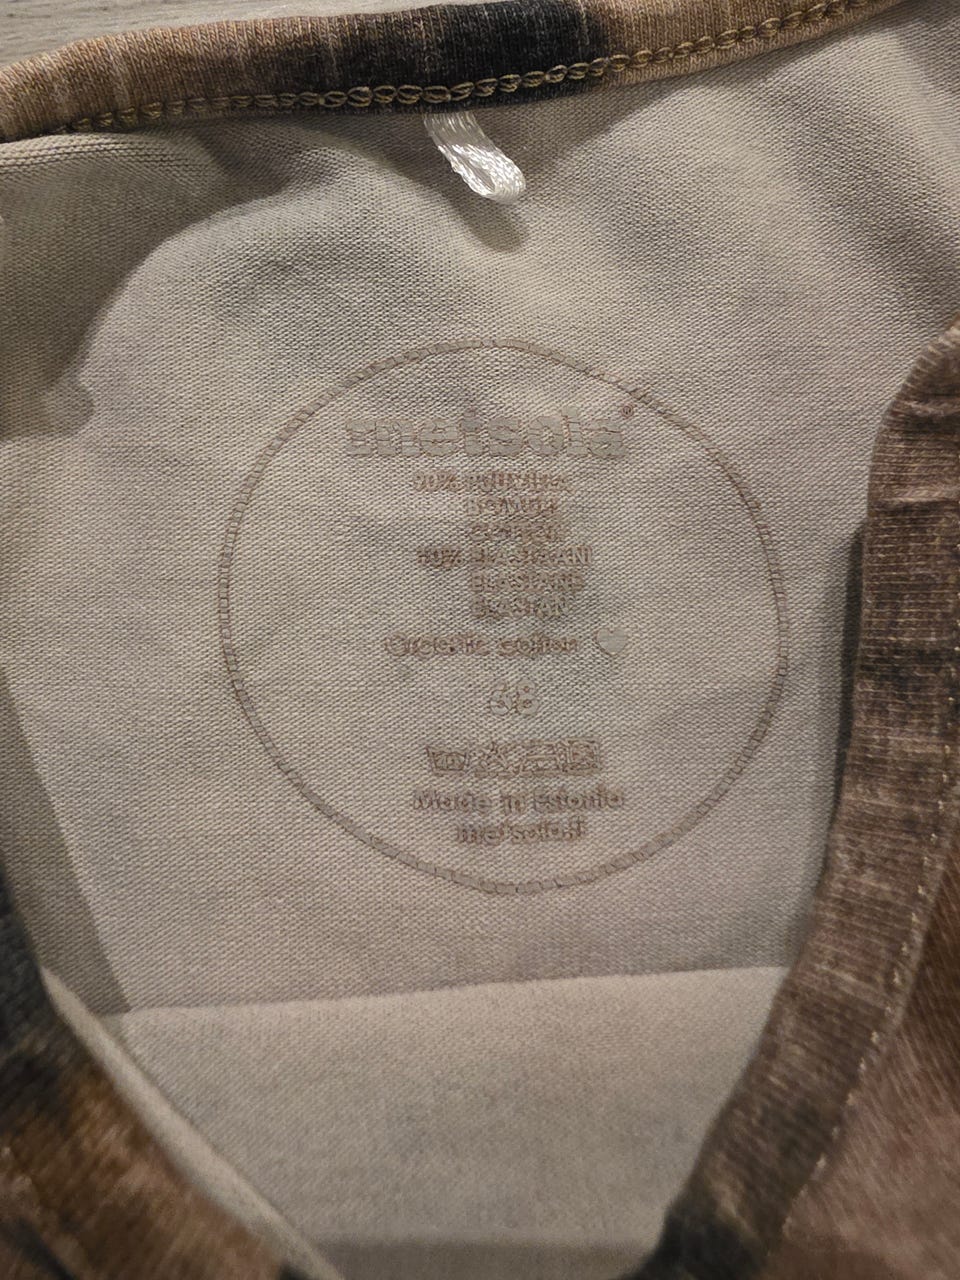 metsola®
90% PUUVILLA
BOMULL
COTTON
10% ELASTAANI
ELASTANE
ELASTAN
Organic cotton
68
Made in Estonia
metsola.fi